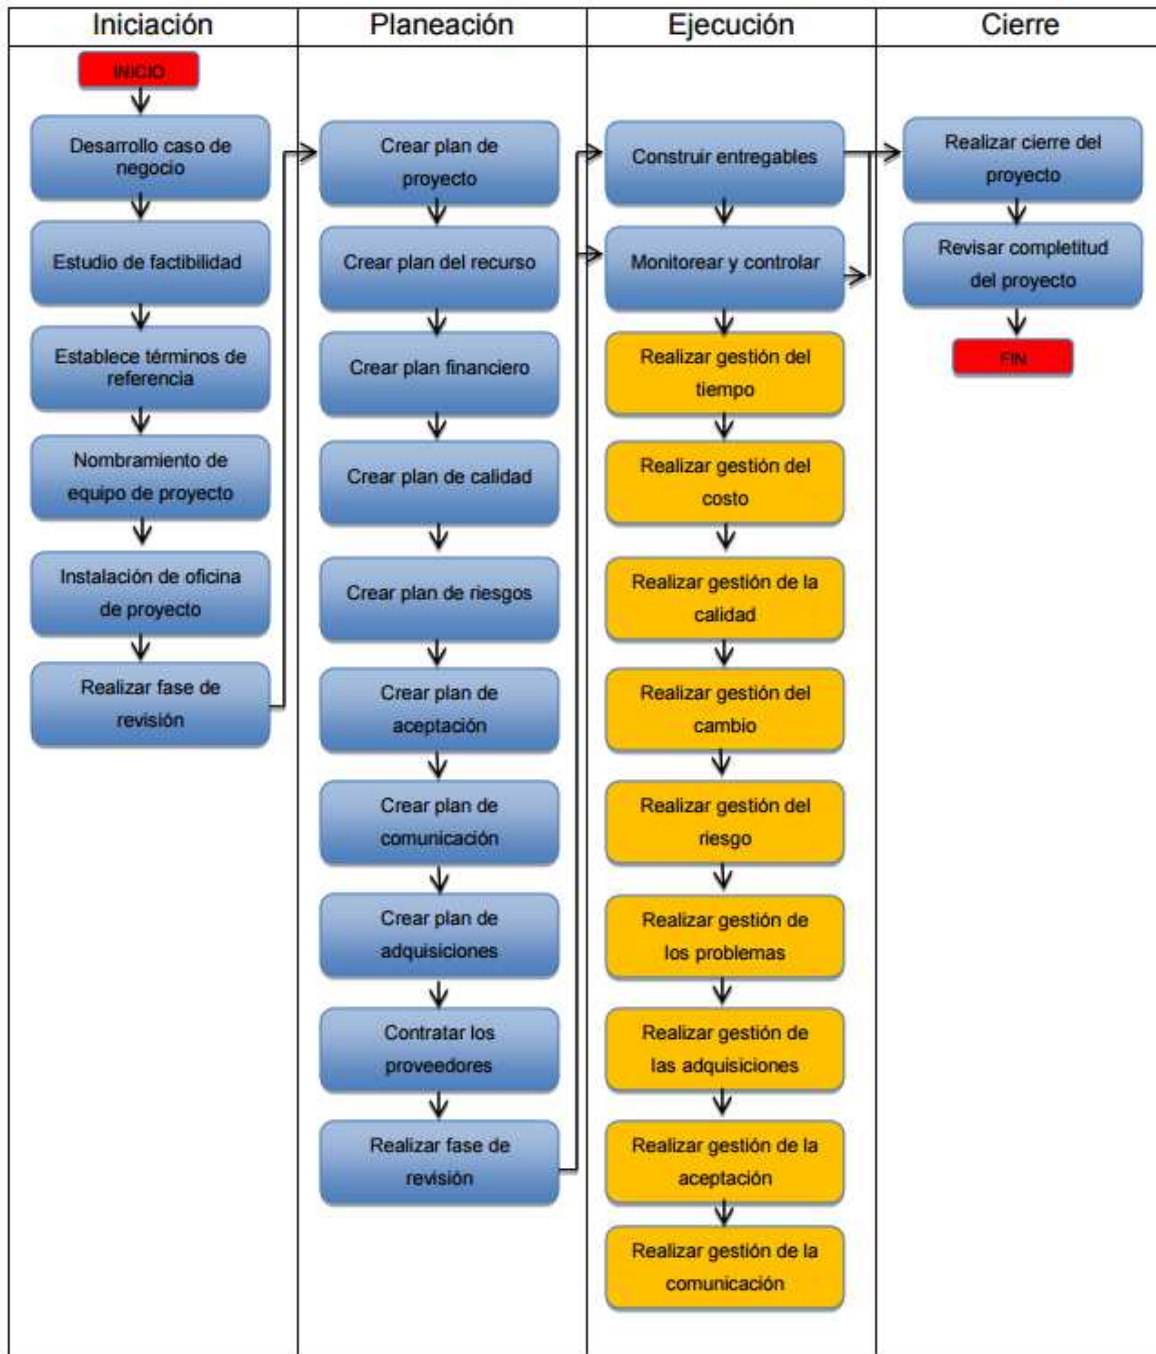 Iniciación
Planeación
Ejecución
Cierre
INICIO
Desarrollo caso de
negocio
Estudio de factibilidad
Establece términos de
referencia
Nombramiento de
equipo de proyecto
Instalación de oficina
de proyecto
Realizar fase de
revisión
Crear plan de
proyecto
Crear plan del recurso
Crear plan financiero
Crear plan de calidad
Crear plan de riesgos
Crear plan de
aceptación
Crear plan de
comunicación
Crear plan de
adquisiciones
Contratar los
proveedores
Realizar fase de
revisión
Construir entregables
Monitorear y controlar
Realizar gestión del
tiempo
Realizar gestión del
costo
Realizar gestión de la
calidad
Realizar gestión del
cambio
Realizar gestión del
riesgo
Realizar gestión de
los problemas
Realizar gestión de
las adquisiciones
Realizar gestión de la
aceptación
Realizar gestión de la
comunicación
Realizar cierre del
proyecto
Revisar completitud
del proyecto
FIN